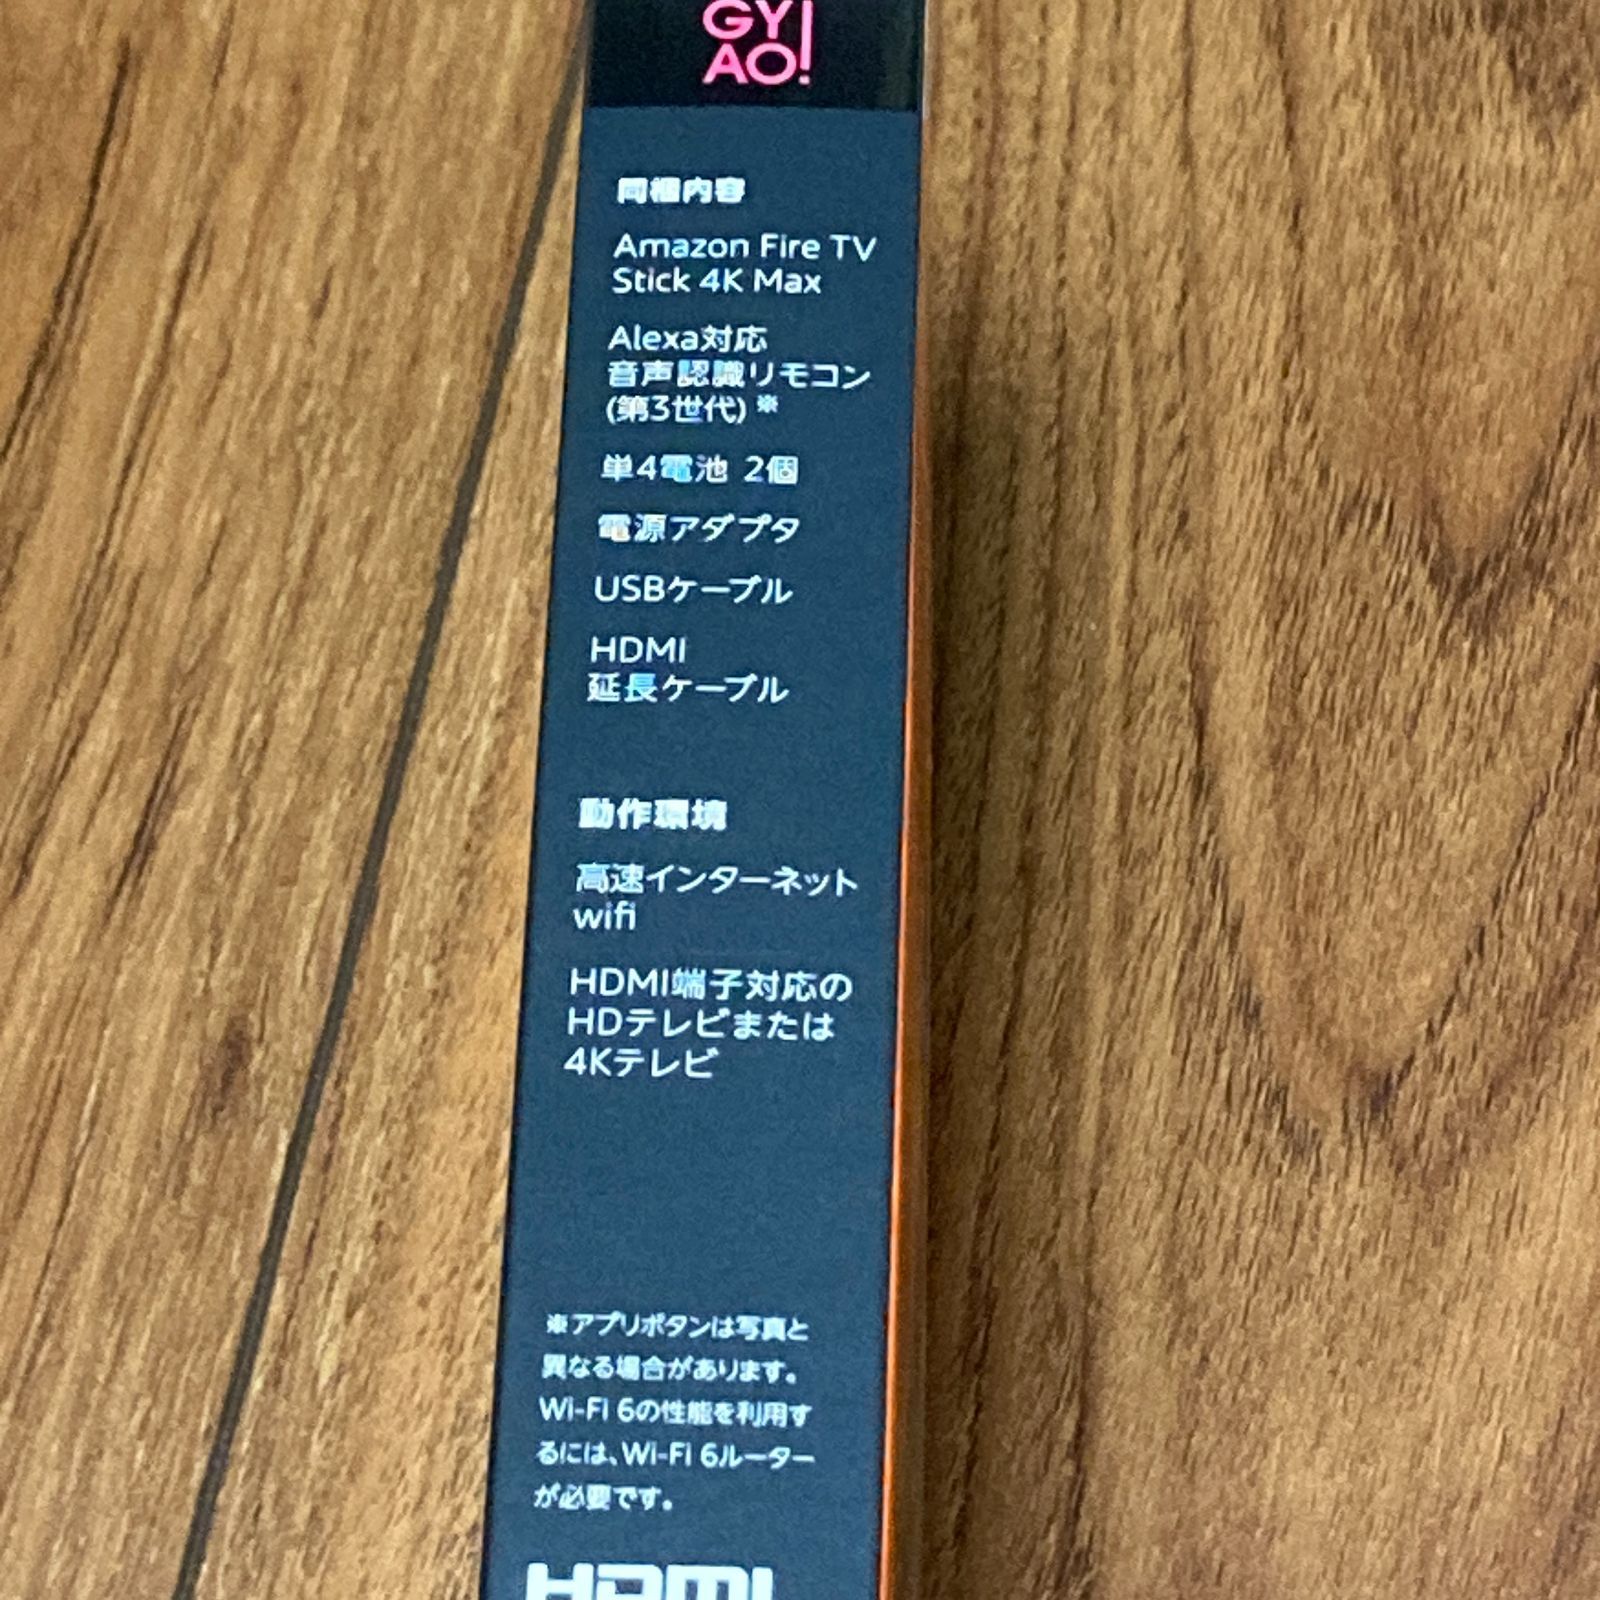 GY
AO!
同梱内容
Amazon Fire TV
Stick 4K Max
Alexa対応
音声認識リモコン
(第3世代) ※
単4電池 2個
電源アダプタ
USBケーブル
HDMI
延長ケーブル
動作環境
高速インターネット
wifi
HDMI端子対応の
HDテレビまたは
4Kテレビ
※アプリボタンは写真と
異なる場合があります。
Wi-Fi 6の性能を利用す
るには、Wi-Fi 6ルーター
が必要です。
HDMI